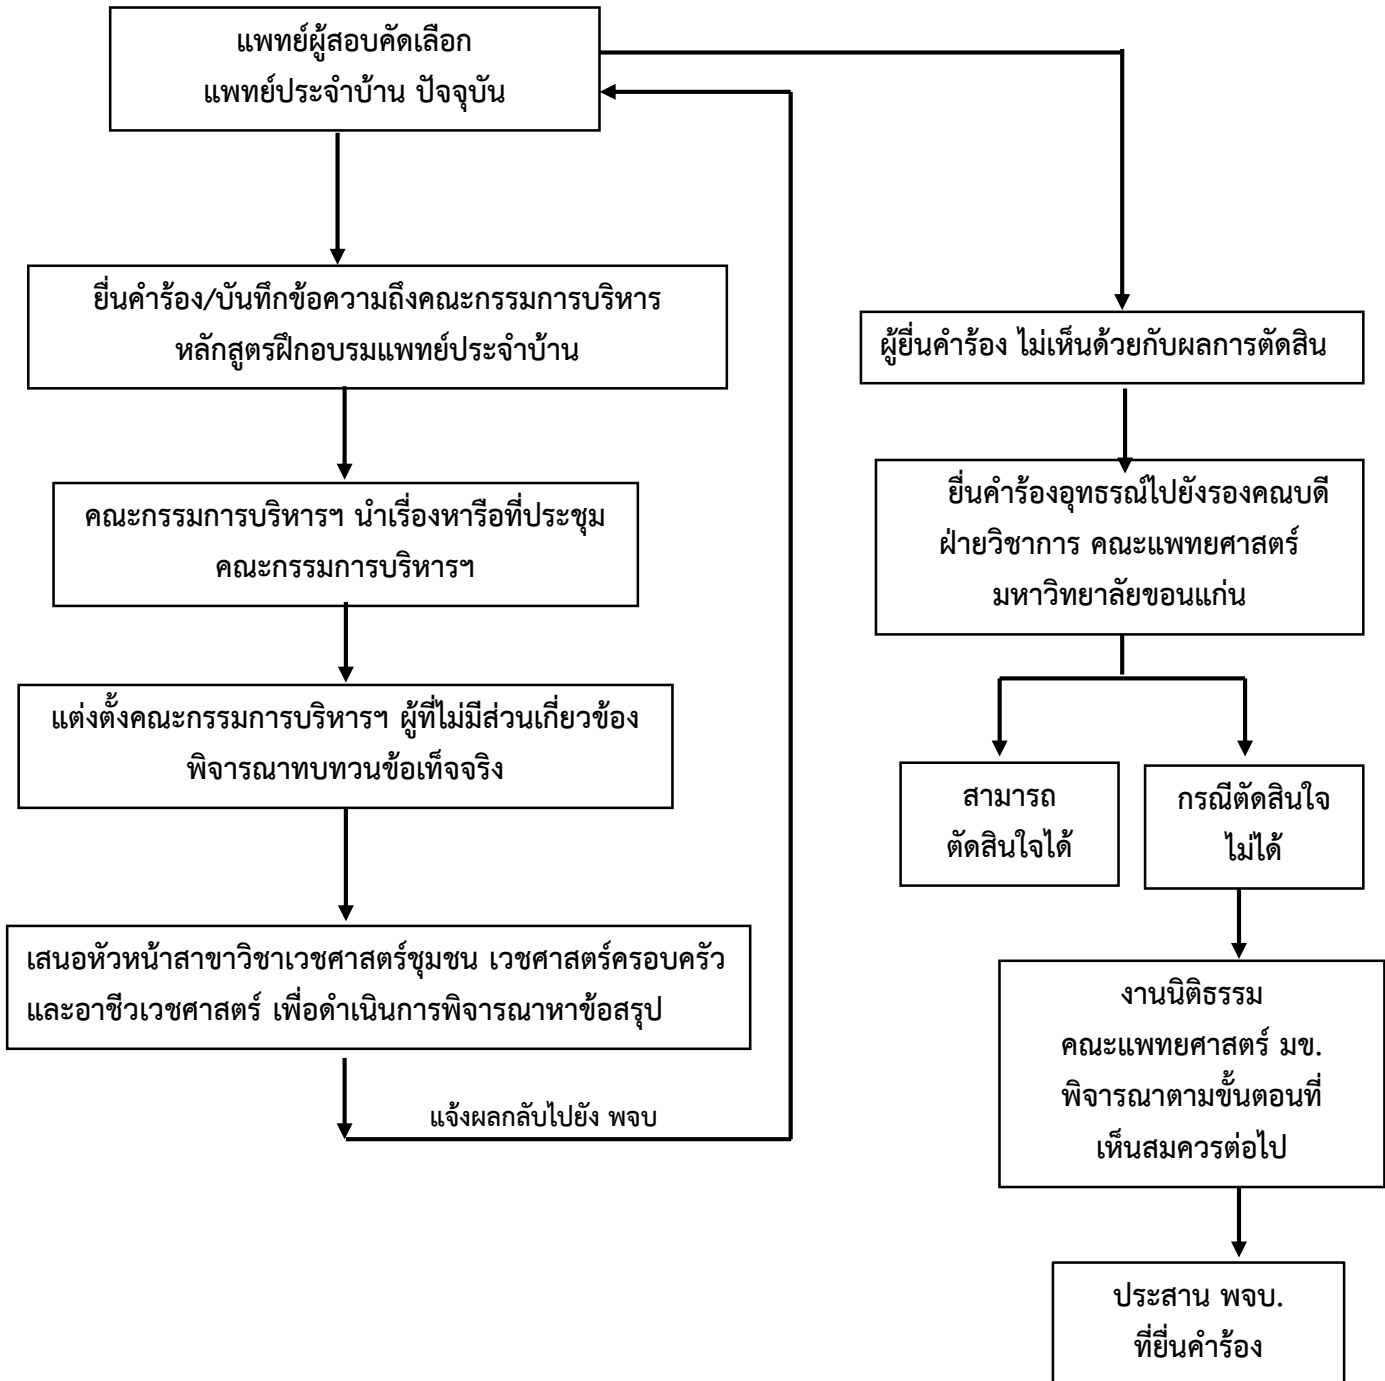 แพทย์ผู้สอบคัดเลือก
แพทย์ประจำบ้าน ปัจจุบัน
ยื่นคำร้อง/บันทึกข้อความถึงคณะกรรมการบริหาร
หลักสูตรฝึกอบรมแพทย์ประจำบ้าน
คณะกรรมการบริหารฯ นำเรื่องหารือที่ประชุม
คณะกรรมการบริหารฯ
แต่งตั้งคณะกรรมการบริหารฯ ผู้ที่ไม่มีส่วนเกี่ยวข้อง
พิจารณาทบทวนข้อเท็จจริง
เสนอหัวหน้าสาขาวิชาเวชศาสตร์ชุมชน เวชศาสตร์ครอบครัว
และอาชีวเวชศาสตร์ เพื่อดำเนินการพิจารณาหาข้อสรุป
แจ้งผลกลับไปยัง พจบ
ผู้ยื่นคำร้อง ไม่เห็นด้วยกับผลการตัดสิน
ยื่นคำร้องอุทธรณ์ไปยังรองคณบดี
ฝ่ายวิชาการ คณะแพทยศาสตร์
มหาวิทยาลัยขอนแก่น
สามารถ
ตัดสินใจได้
กรณีตัดสินใจ
ไม่ได้
งานนิติธรรม
คณะแพทยศาสตร์ มข.
พิจารณาตามขั้นตอนที่
เห็นสมควรต่อไป
ประสาน พจบ.
ที่ยื่นคำร้อง